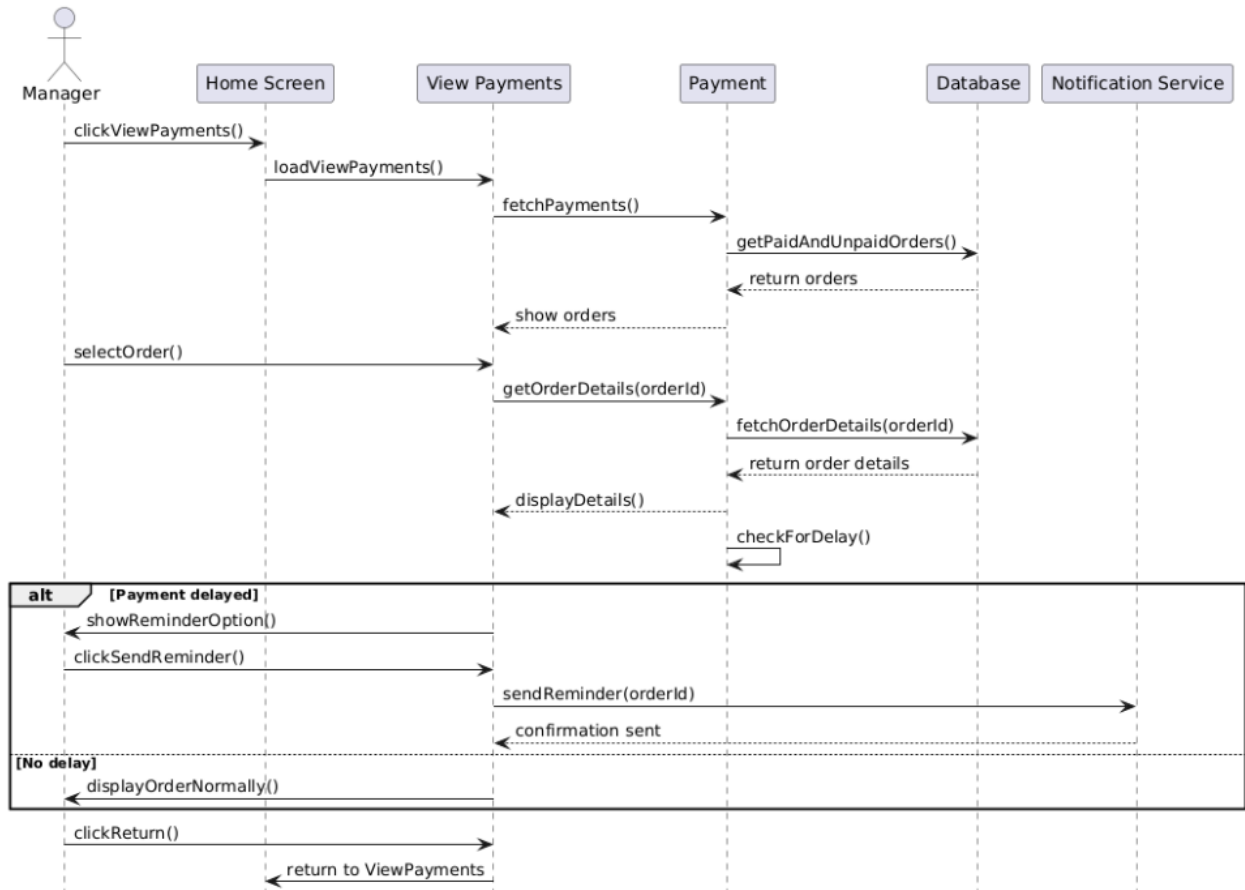 Manager
Home Screen
View Payments
Payment
Database
Notification Service
clickViewPayments()
loadViewPayments()
fetchPayments()
getPaidAndUnpaidOrders()
return orders
show orders
selectOrder()
getOrderDetails(orderId)
fetchOrderDetails(orderId)
return order details
displayDetails()
checkForDelay()
alt [Payment delayed]
showReminderOption()
clickSendReminder()
sendReminder(orderId)
confirmation sent
[No delay]
displayOrderNormally()
clickReturn()
return to ViewPayments